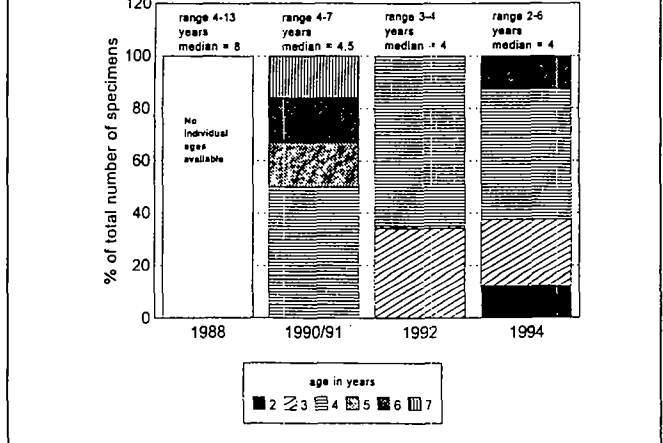 120
100
80
60
40
20
0
% of total number of specimens
range 4-13
years
median = 8
range 4-7
years
median = 4,5
range 3-4
years
median = 4
range 2-6
years
median = 4
No
individual
ages
available
1988
1990/91
1992
1994
age in years
2 3 4 5 6 7